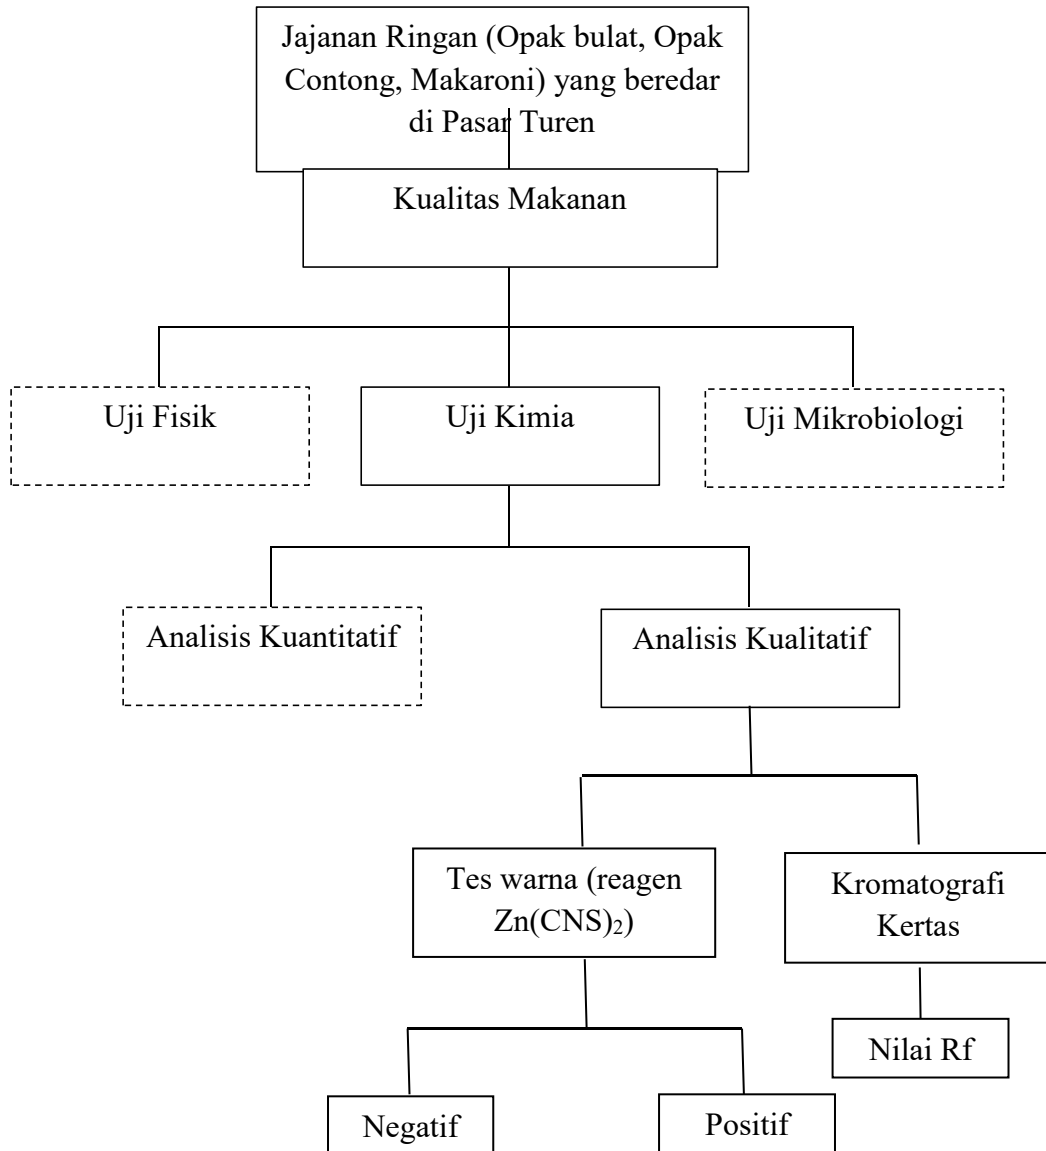 Jajanan Ringan (Opak bulat, Opak
Contong, Makaroni) yang beredar
di Pasar Turen
Kualitas Makanan
Uji Fisik
Uji Kimia
Uji Mikrobiologi
Analisis Kuantitatif
Analisis Kualitatif
Tes warna (reagen
Zn(CNS)₂)
Kromatografi
Kertas
Nilai Rf
Negatif
Positif